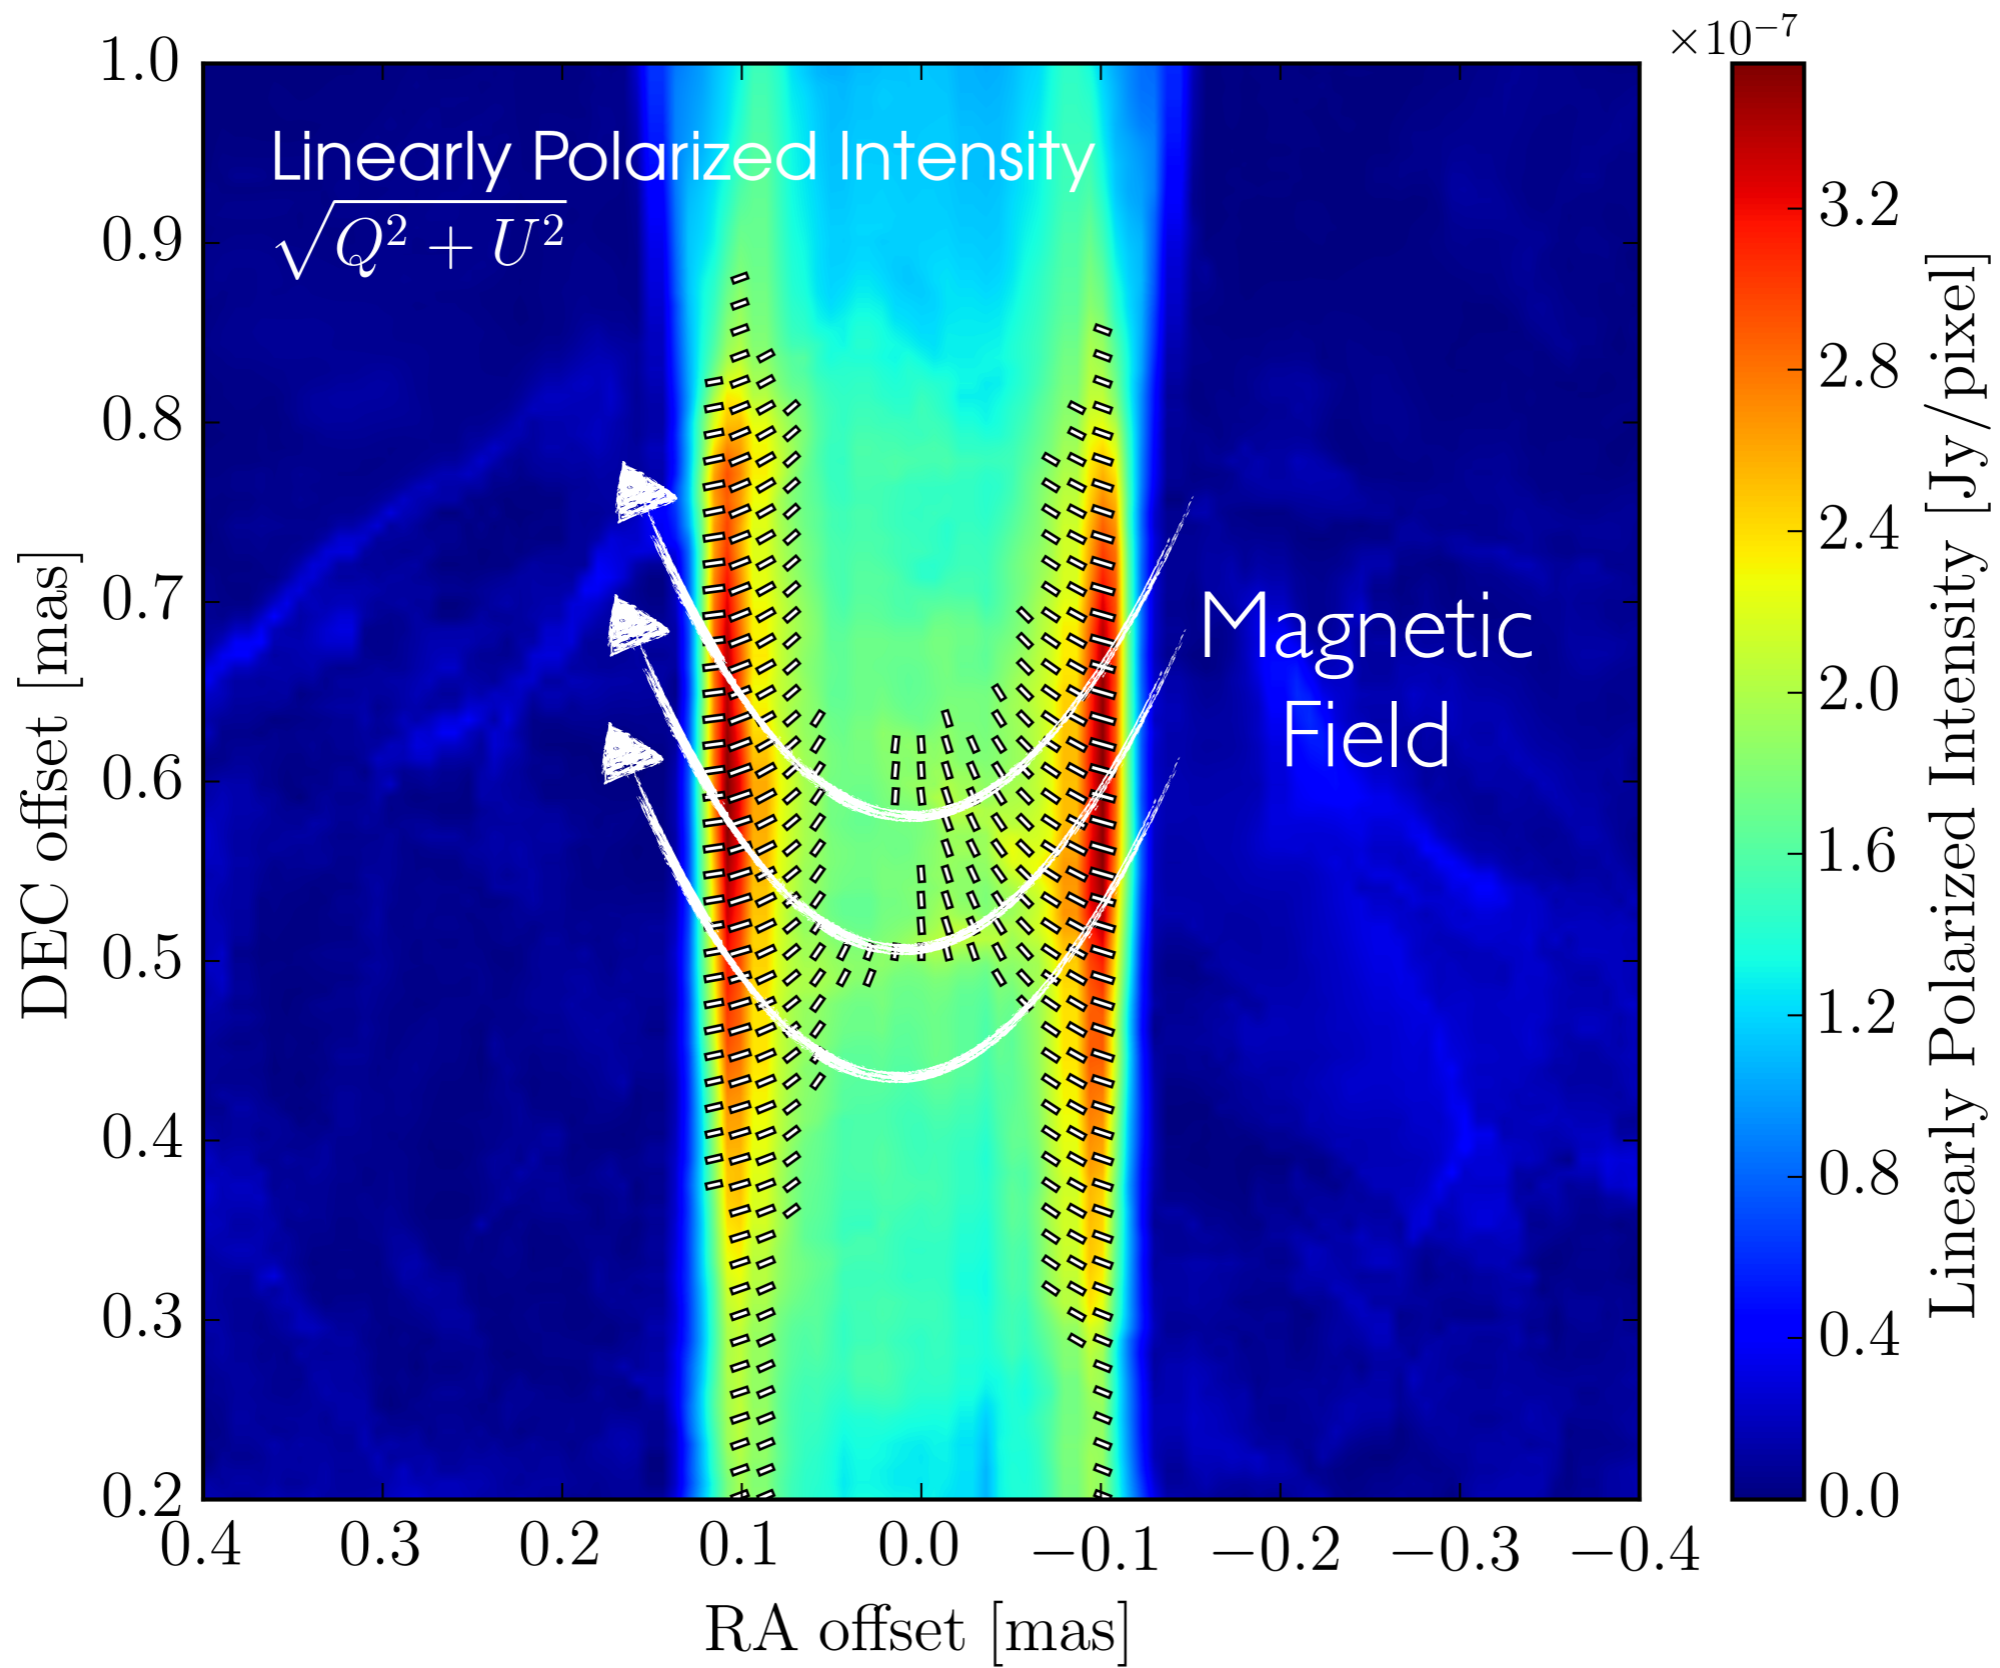 ×10⁻⁷
Linearly Polarized Intensity
√Q² + U²
Magnetic
Field
DEC offset [mas]
1.0
0.9
0.8
0.7
0.6
0.5
0.4
0.3
0.2
0.4 0.3 0.2 0.1 0.0 −0.1 −0.2 −0.3 −0.4
RA offset [mas]
3.2
2.8
2.4
2.0
1.6
1.2
0.8
0.4
0.0
Linearly Polarized Intensity [Jy/pixel]